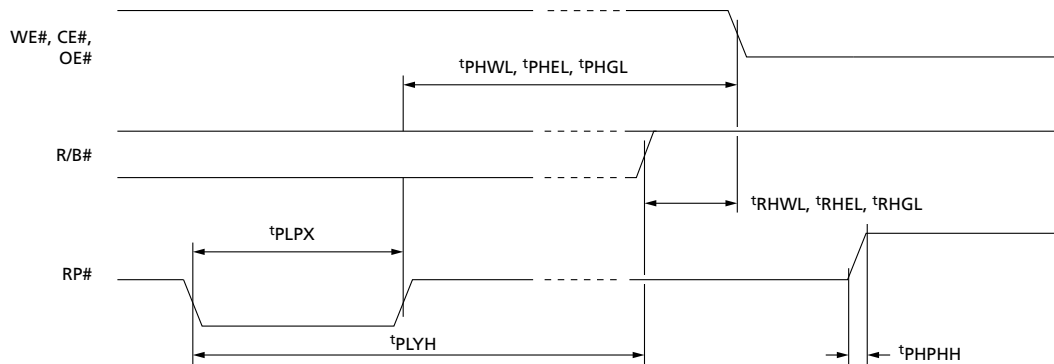 WE#, CE#,
OE#
tPHWL, tPHEL, tPHGL
R/B#
tRHWL, tRHEL, tRHGL
tPLPX
RP#
tPLYH
tPHPHH